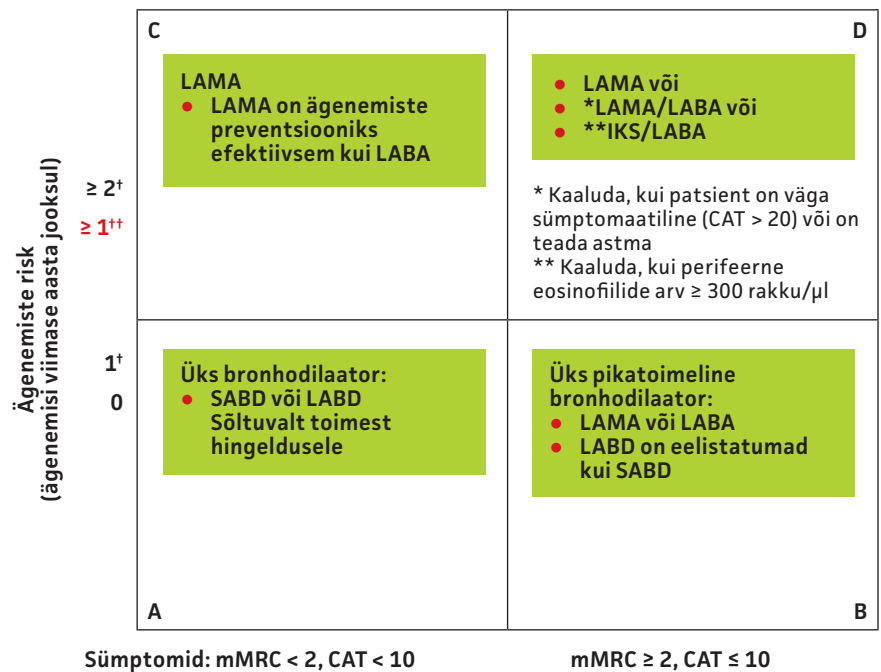 C
LAMA
● LAMA on ägenemiste
preventsiooniks
efektiivsem kui LABA
D
● LAMA või
● *LAMA/LABA või
● **IKS/LABA
* Kaaluda, kui patsient on väga
sümptomaatiline (CAT > 20) või on
teada astma
** Kaaluda, kui perifeerne
eosinofiilide arv ≥ 300 rakku/µl
Ägenemiste risk
(ägenemisi viimase aasta jooksul)
≥ 2†
≥ 1††
1†
0
Üks bronhodilaator:
● SABD või LABD
Sõltuvalt toimest
hingeldusele
A
Üks pikatoimeline
bronhodilaator:
● LAMA või LABA
● LABD on eelistatumad
kui SABD
B
Sümptomid: mMRC < 2, CAT < 10
mMRC ≥ 2, CAT ≤ 10